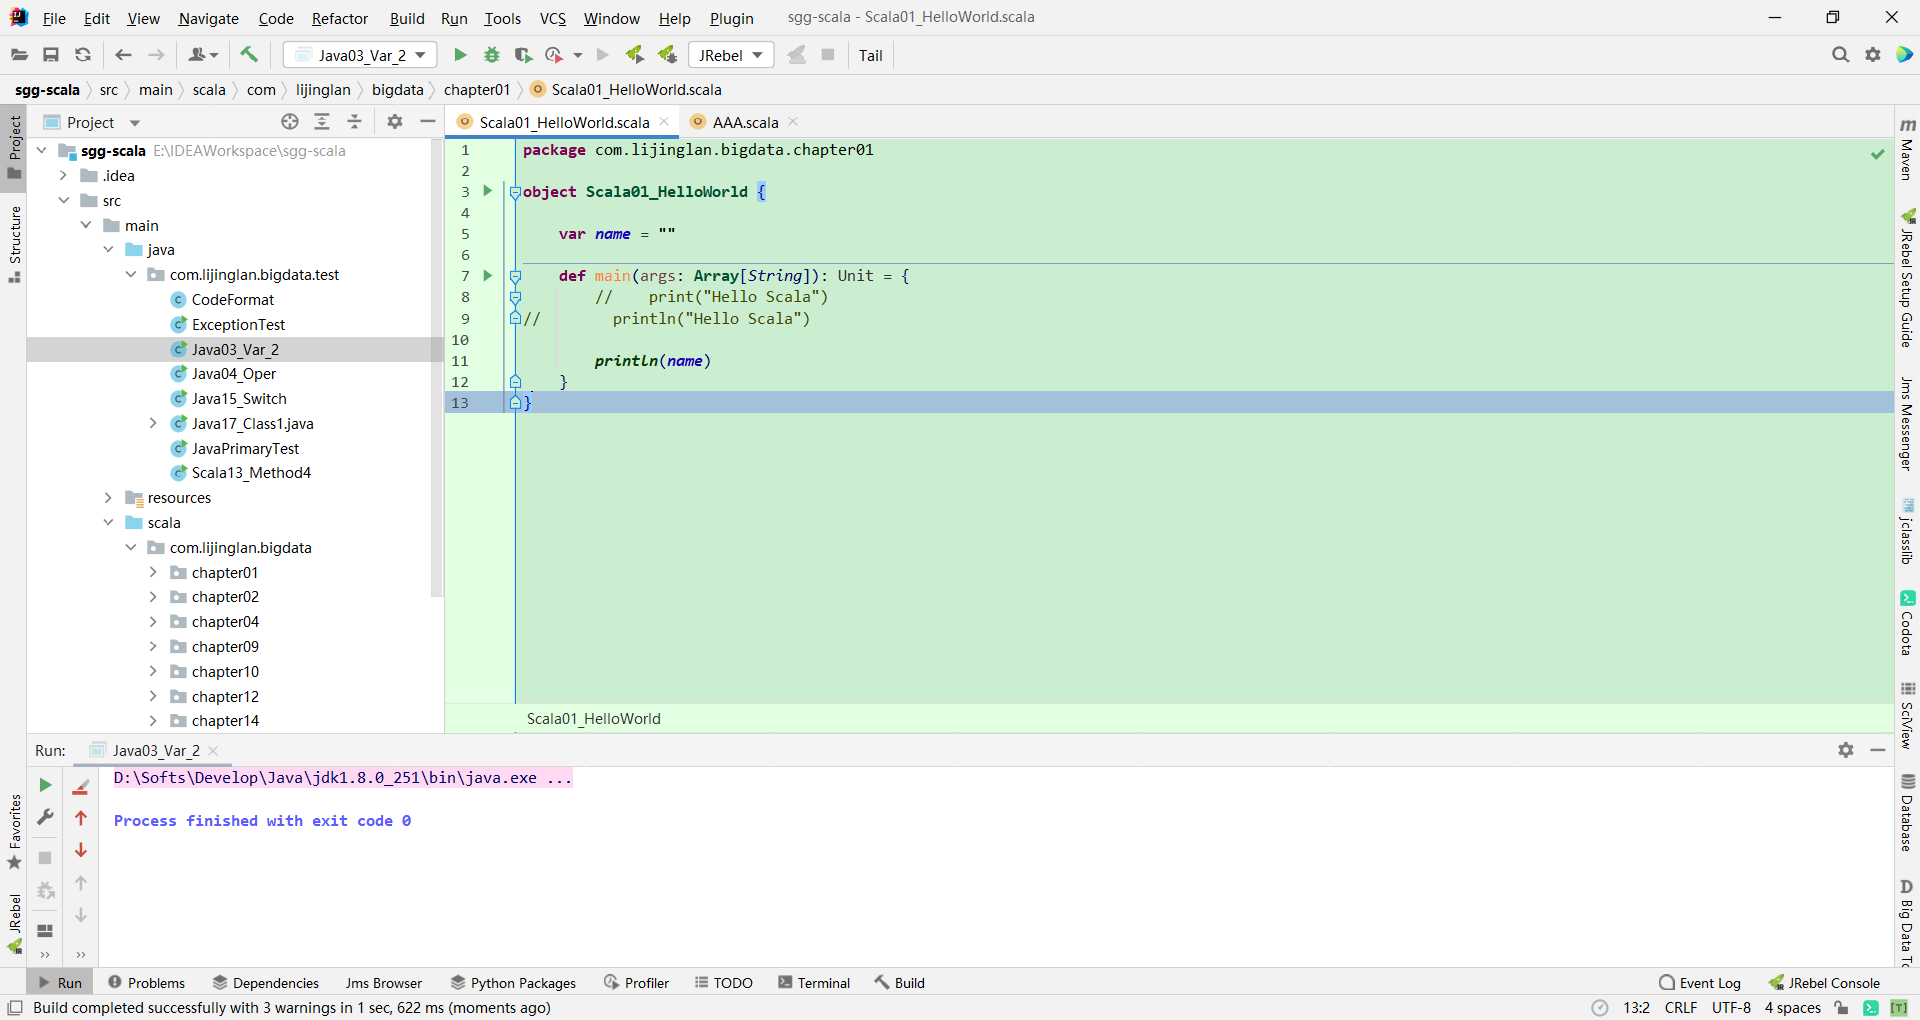 File Edit View Navigate Code Refactor Build Run Tools VCS Window Help Plugin sgg-scala - Scala01_HelloWorld.scala
Java03_Var_2 JRebel Tail
sgg-scala src main scala com lijinglan bigdata chapter01 Scala01_HelloWorld.scala
Project
Scala01_HelloWorld.scala AAA.scala
sgg-scala E:\IDEAWorkspace\sgg-scala
.idea
src
main
java
com.lijinglan.bigdata.test
CodeFormat
ExceptionTest
Java03_Var_2
Java04_Oper
Java15_Switch
Java17_Class1.java
JavaPrimaryTest
Scala13_Method4
resources
scala
com.lijinglan.bigdata
chapter01
chapter02
chapter04
chapter09
chapter10
chapter12
chapter14
1 package com.lijinglan.bigdata.chapter01
2
3 object Scala01_HelloWorld {
4
5 var name = ""
6
7 def main(args: Array[String]): Unit = {
8 // print("Hello Scala")
9 // println("Hello Scala")
10
11 println(name)
12 }
13 }
Scala01_HelloWorld
Project
Structure
Favorites
JRebel
Maven
JRebel Setup Guide
Jms Messenger
jclasslib
Codota
SciView
Database
Big Data To
Run: Java03_Var_2
D:\Softs\Develop\Java\jdk1.8.0_251\bin\java.exe ...
Process finished with exit code 0
Run Problems Dependencies Jms Browser Python Packages Profiler TODO Terminal Build Event Log JRebel Console
Build completed successfully with 3 warnings in 1 sec, 622 ms (moments ago) 13:2 CRLF UTF-8 4 spaces [T]